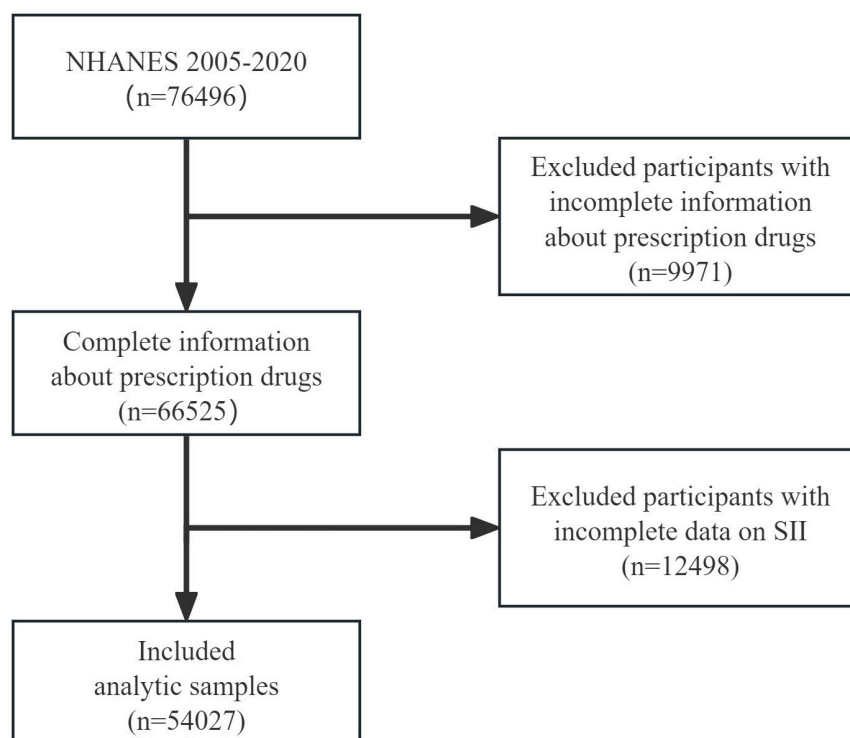 NHANES 2005-2020
(n=76496)
Excluded participants with
incomplete information
about prescription drugs
(n=9971)
Complete information
about prescription drugs
(n=66525)
Excluded participants with
incomplete data on SII
(n=12498)
Included
analytic samples
(n=54027)